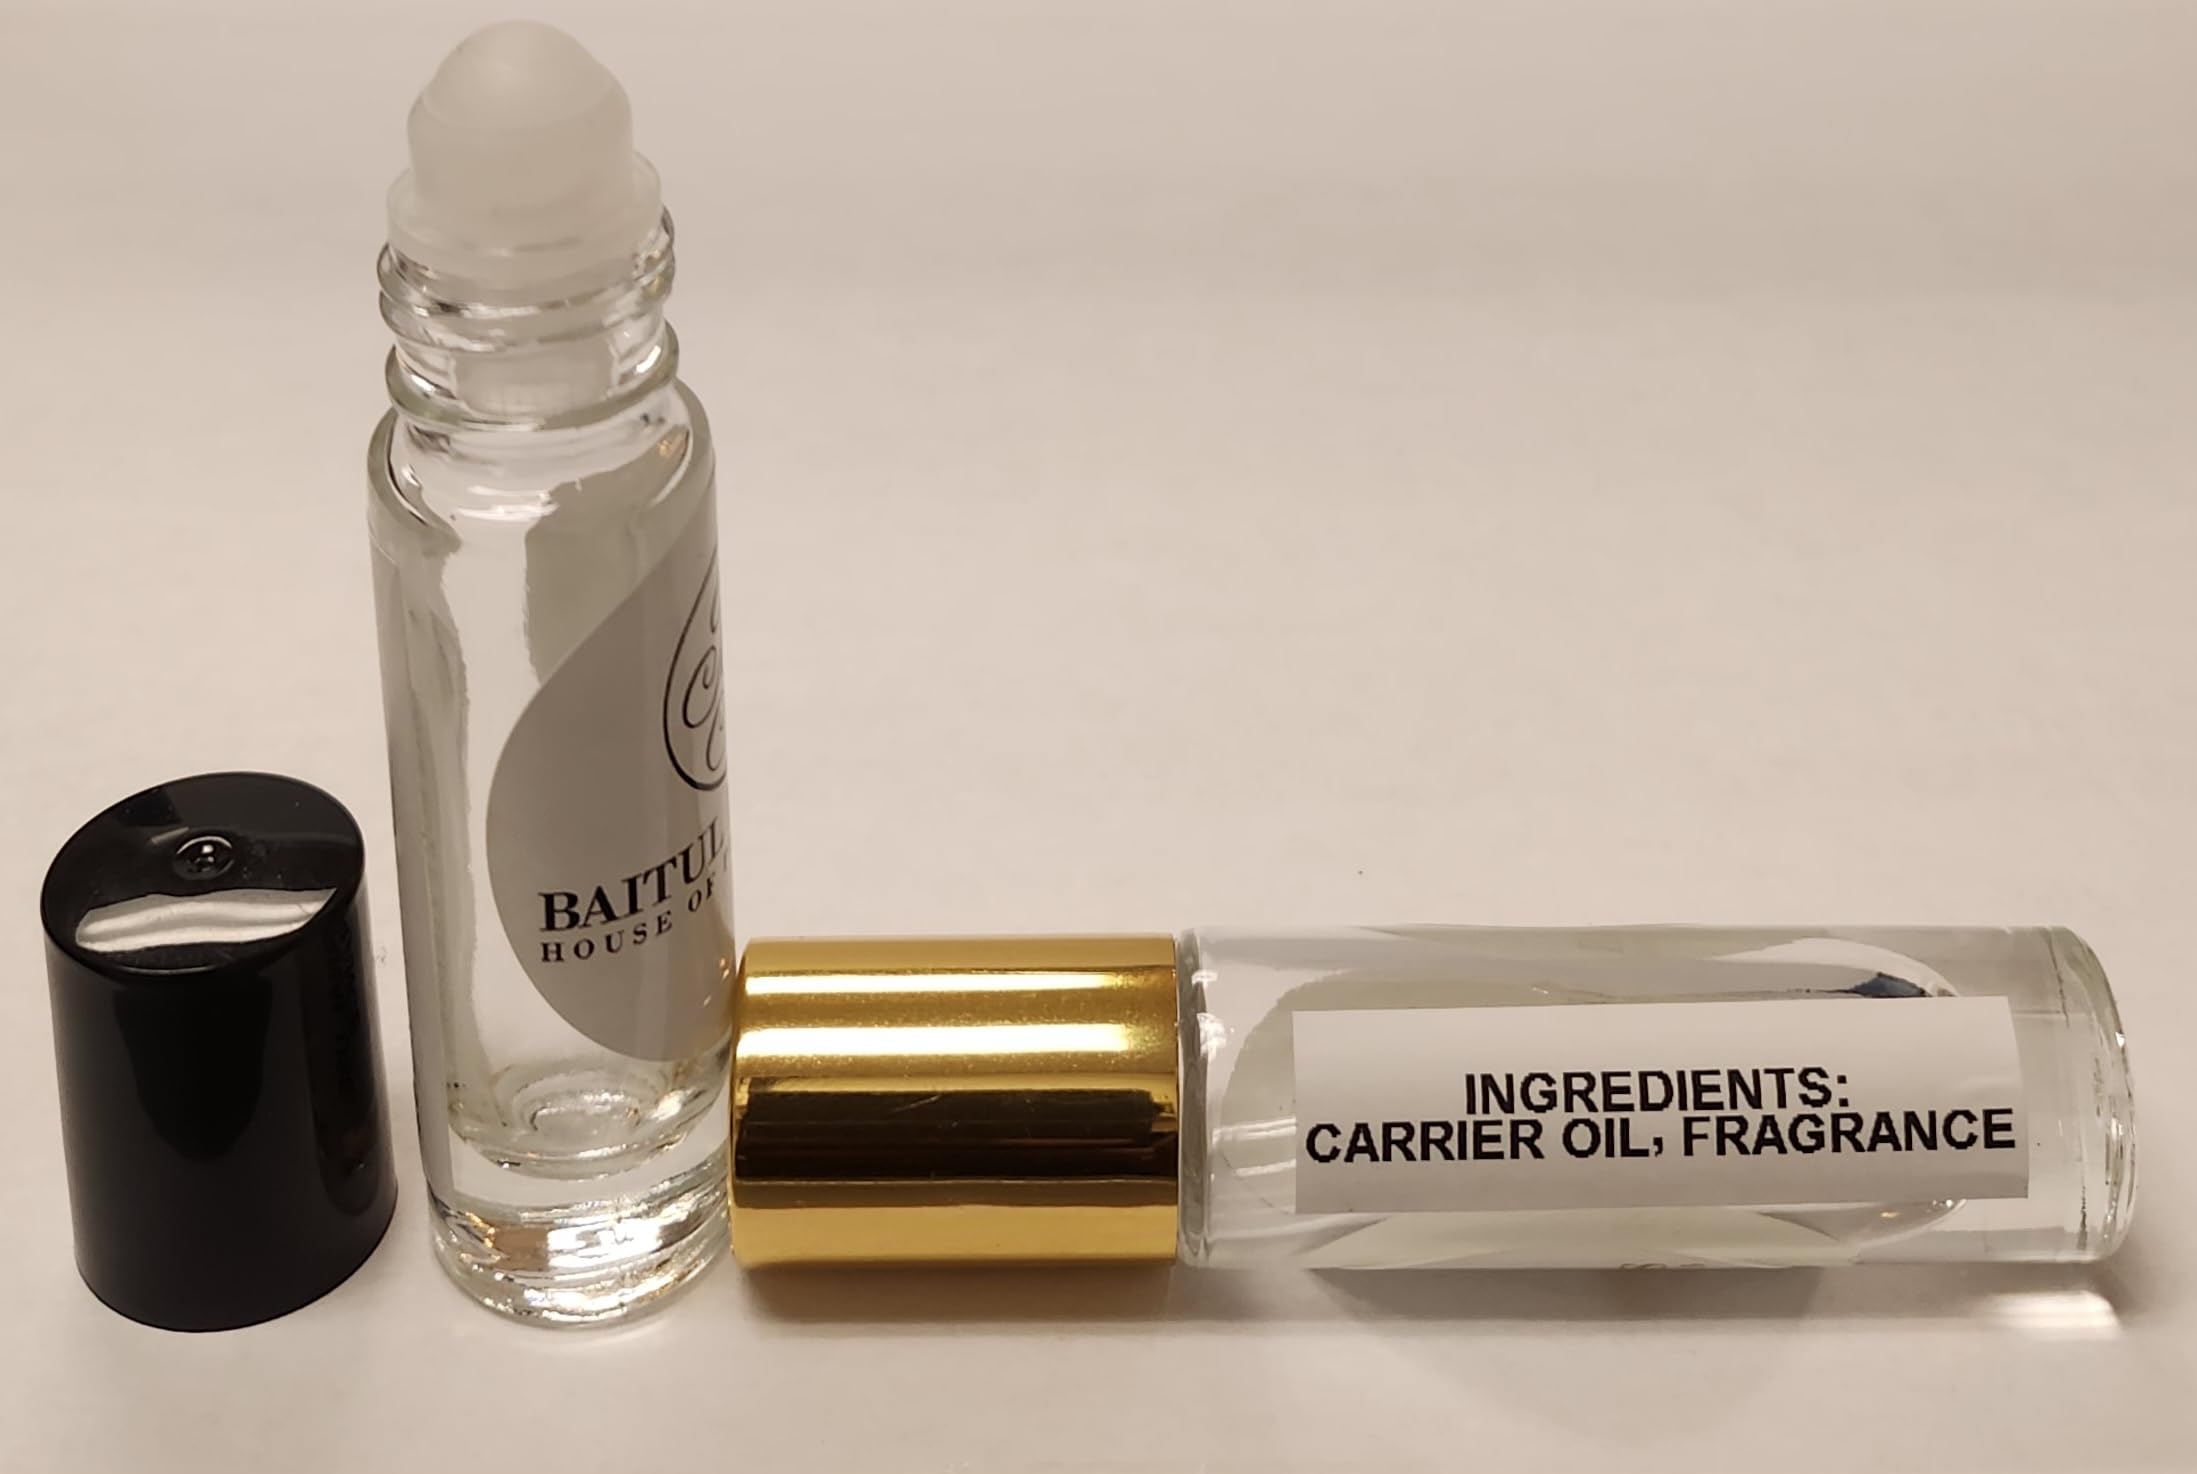 BAITUL
HOUSE OF
INGREDIENTS:
CARRIER OIL, FRAGRANCE